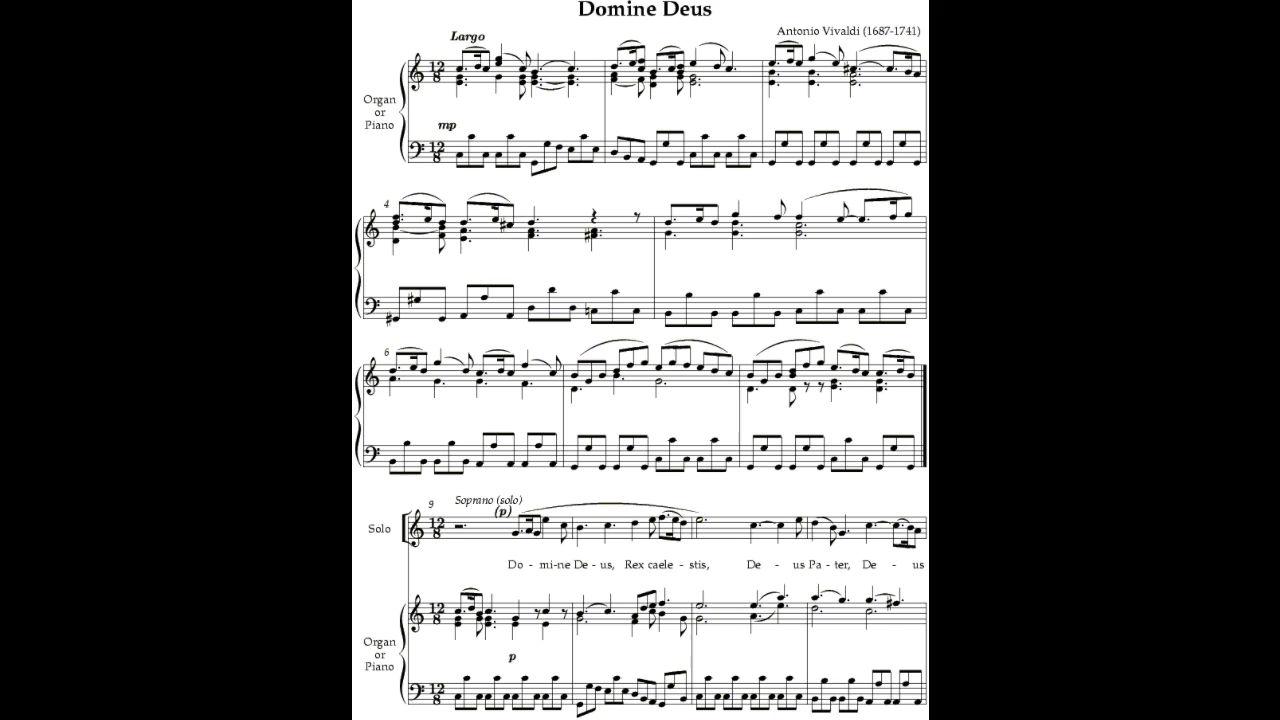 Domine Deus
Antonio Vivaldi (1687-1741)
Largo
Organ
or
Piano
mp
4
6
9
Soprano (solo)
(p)
Solo
Do - mi-ne De - us, Rex caele - stis, De - us Pa - ter, De - us
Organ
or
Piano
p